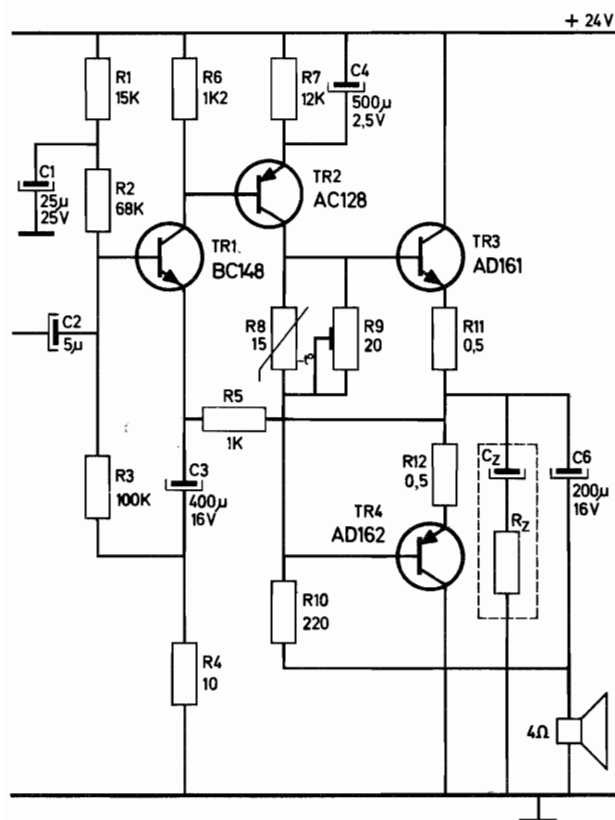 + 24V
R1
15K
R6
1K2
R7
12K
C4
500µ
2,5V
C1
25µ
25V
R2
68K
TR2
AC128
TR1
BC148
TR3
AD161
C2
5µ
R8
15
R9
20
R11
0,5
R5
1K
R3
100K
C3
400µ
16V
R12
0,5
CZ
C6
200µ
16V
TR4
AD162
RZ
R10
220
R4
10
4Ω